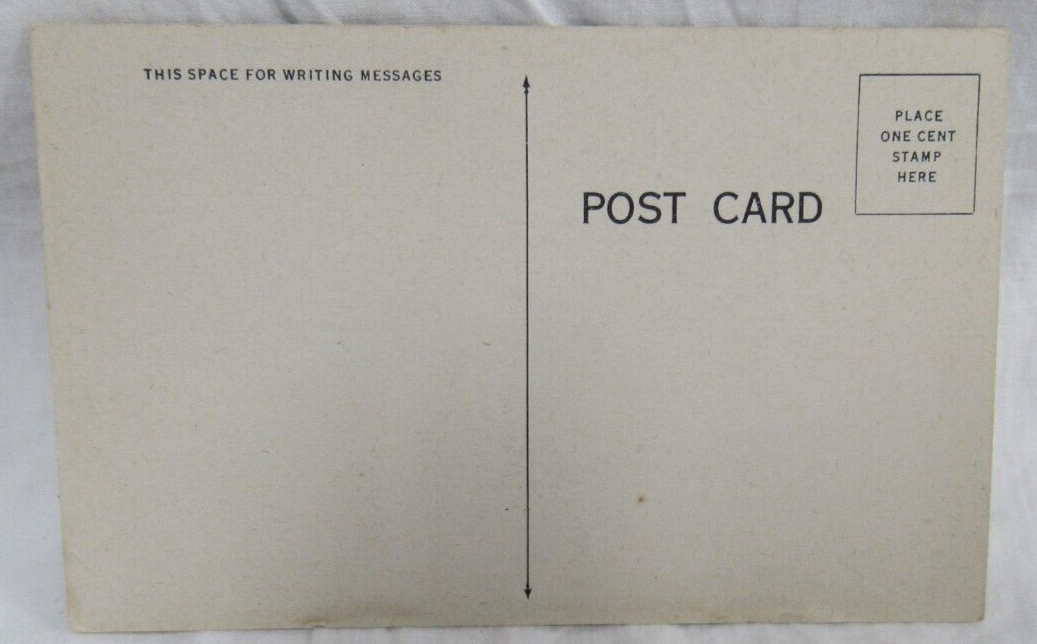 THIS SPACE FOR WRITING MESSAGES
POST CARD
PLACE
ONE CENT
STAMP
HERE